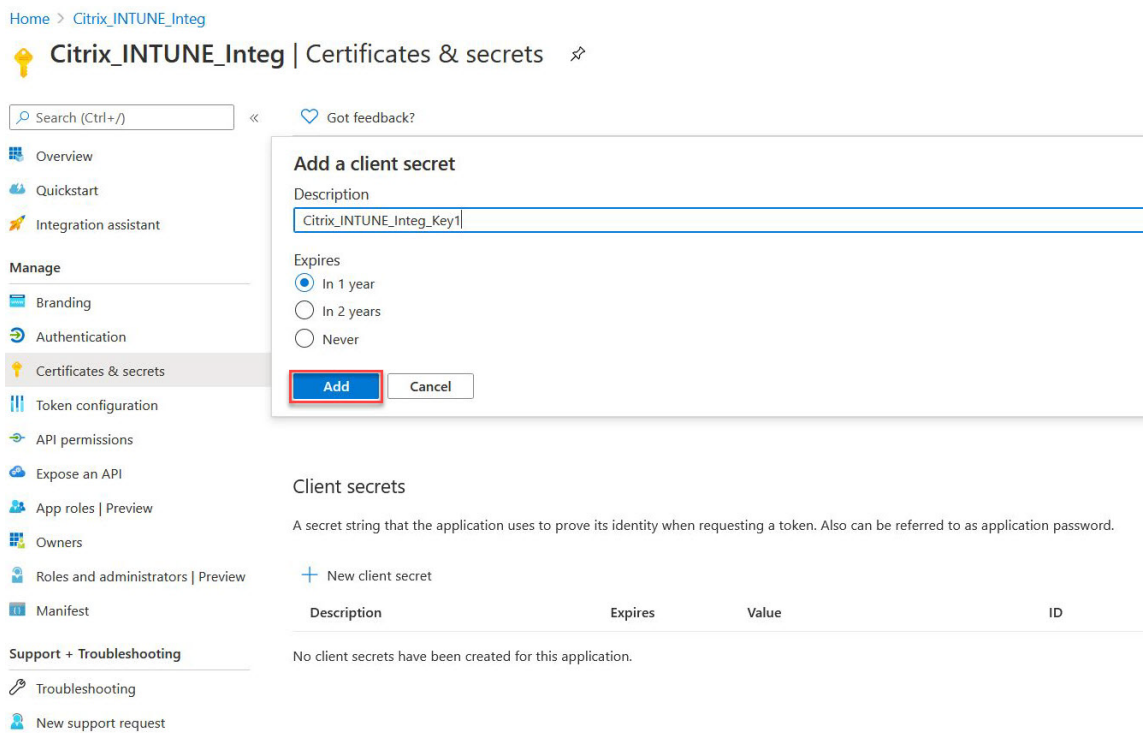 Home > Citrix_INTUNE_Integ
Citrix_INTUNE_Integ | Certificates & secrets
Search (Ctrl+/)
«
Overview
Quickstart
Integration assistant
Manage
Branding
Authentication
Certificates & secrets
Token configuration
API permissions
Expose an API
App roles | Preview
Owners
Roles and administrators | Preview
Manifest
Support + Troubleshooting
Troubleshooting
New support request
Got feedback?
Add a client secret
Description
Citrix_INTUNE_Integ_Key1
Expires
In 1 year
In 2 years
Never
Add Cancel
Client secrets
A secret string that the application uses to prove its identity when requesting a token. Also can be referred to as application password.
New client secret
Description Expires Value ID
No client secrets have been created for this application.